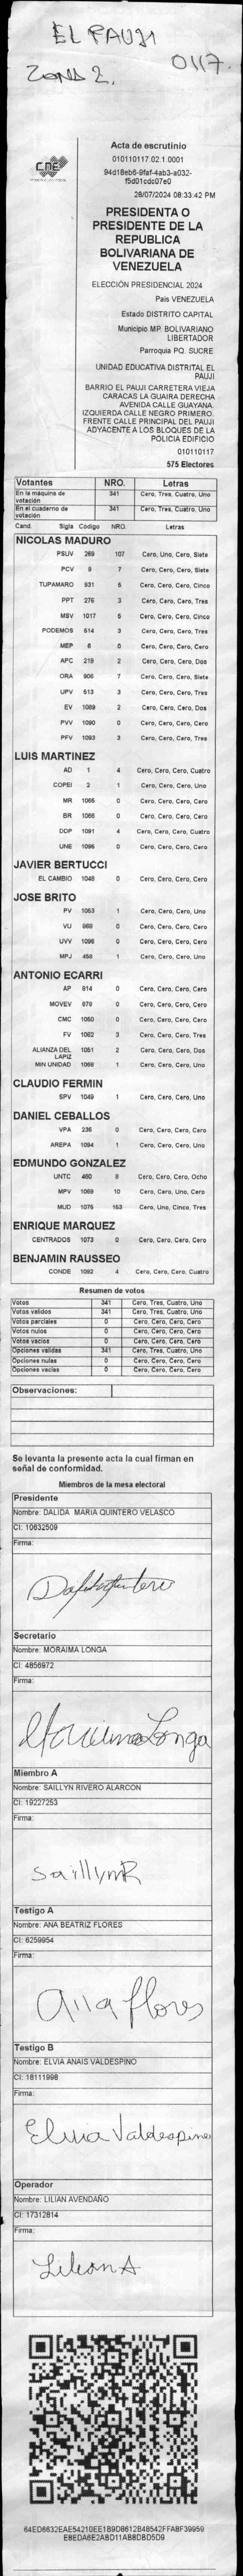 EL PAUJI
ZONA 2.
0117.
CNE
Acta de escrutinio
010110117.02.1.0001
94d18eb6-9faf-4ab3-a032-
f5d01cdc07e0
28/07/2024 08:33:42 PM
PRESIDENTA O
PRESIDENTE DE LA
REPUBLICA
BOLIVARIANA DE
VENEZUELA
ELECCIÓN PRESIDENCIAL 2024
Pais VENEZUELA
Estado DISTRITO CAPITAL
Municipio MP. BOLIVARIANO
LIBERTADOR
Parroquia PQ. SUCRE
UNIDAD EDUCATIVA DISTRITAL EL
PAUJI
BARRIO EL PAUJI CARRETERA VIEJA
CARACAS LA GUAIRA DERECHA
AVENIDA CALLE GUAYANA.
IZQUIERDA CALLE NEGRO PRIMERO.
FRENTE CALLE PRINCIPAL DEL PAUJI
ADYACENTE A LOS BLOQUES DE LA
POLICIA EDIFICIO
010110117
575 Electores
Votantes NRO. Letras
En la máquina de votación 341 Cero, Tres, Cuatro, Uno
En el cuaderno de votación 341 Cero, Tres, Cuatro, Uno
Cand. Sigla Código NRO. Letras
NICOLAS MADURO
PSUV 269 107 Cero, Uno, Cero, Siete
PCV 9 7 Cero, Cero, Cero, Siete
TUPAMARO 931 5 Cero, Cero, Cero, Cinco
PPT 276 3 Cero, Cero, Cero, Tres
MSV 1017 5 Cero, Cero, Cero, Cinco
PODEMOS 514 3 Cero, Cero, Cero, Tres
MEP 6 0 Cero, Cero, Cero, Cero
APC 219 2 Cero, Cero, Cero, Dos
ORA 906 7 Cero, Cero, Cero, Siete
UPV 513 3 Cero, Cero, Cero, Tres
EV 1089 2 Cero, Cero, Cero, Dos
PVV 1090 0 Cero, Cero, Cero, Cero
PFV 1093 3 Cero, Cero, Cero, Tres
LUIS MARTINEZ
AD 1 4 Cero, Cero, Cero, Cuatro
COPEI 2 1 Cero, Cero, Cero, Uno
MR 1065 0 Cero, Cero, Cero, Cero
BR 1066 0 Cero, Cero, Cero, Cero
DDP 1091 4 Cero, Cero, Cero, Cuatro
UNE 1095 0 Cero, Cero, Cero, Cero
JAVIER BERTUCCI
EL CAMBIO 1048 0 Cero, Cero, Cero, Cero
JOSE BRITO
PV 1053 1 Cero, Cero, Cero, Uno
VU 869 0 Cero, Cero, Cero, Cero
UVV 1096 0 Cero, Cero, Cero, Cero
MPJ 458 1 Cero, Cero, Cero, Uno
ANTONIO ECARRI
AP 814 0 Cero, Cero, Cero, Cero
MOVEV 879 0 Cero, Cero, Cero, Cero
CMC 1050 0 Cero, Cero, Cero, Cero
FV 1062 3 Cero, Cero, Cero, Tres
ALIANZA DEL LAPIZ 1051 2 Cero, Cero, Cero, Dos
MIN UNIDAD 1068 1 Cero, Cero, Cero, Uno
CLAUDIO FERMIN
SPV 1049 1 Cero, Cero, Cero, Uno
DANIEL CEBALLOS
VPA 236 0 Cero, Cero, Cero, Cero
AREPA 1094 1 Cero, Cero, Cero, Uno
EDMUNDO GONZALEZ
UNTC 460 8 Cero, Cero, Cero, Ocho
MPV 1069 10 Cero, Cero, Uno, Cero
MUD 1075 153 Cero, Uno, Cinco, Tres
ENRIQUE MARQUEZ
CENTRADOS 1073 0 Cero, Cero, Cero, Cero
BENJAMIN RAUSSEO
CONDE 1092 4 Cero, Cero, Cero, Cuatro
Resumen de votos
Votos 341 Cero, Tres, Cuatro, Uno
Votos validos 341 Cero, Tres, Cuatro, Uno
Votos parciales 0 Cero, Cero, Cero, Cero
Votos nulos 0 Cero, Cero, Cero, Cero
Votos vacios 0 Cero, Cero, Cero, Cero
Opciones validas 341 Cero, Tres, Cuatro, Uno
Opciones nulas 0 Cero, Cero, Cero, Cero
Opciones vacias 0 Cero, Cero, Cero, Cero
Observaciones:
Se levanta la presente acta la cual firman en
señal de conformidad.
Miembros de la mesa electoral
Presidente
Nombre: DALIDA MARIA QUINTERO VELASCO
CI: 10632509
Firma:
Secretario
Nombre: MORAIMA LONGA
CI: 4856972
Firma:
Moraima Longa
Miembro A
Nombre: SAILLYN RIVERO ALARCON
CI: 19227253
Firma:
Saillyn R
Testigo A
Nombre: ANA BEATRIZ FLORES
CI: 6259954
Firma:
Ana flores
Testigo B
Nombre: ELVIA ANAIS VALDESPINO
CI: 18111998
Firma:
Elvia Valdespino
Operador
Nombre: LILIAN AVENDAÑO
CI: 17312814
Firma:
Lilian A
64ED6632EAE54210EE1B9D8612B48542FFABF39959
E8EDA6E2ABD11AB8D8D5D9